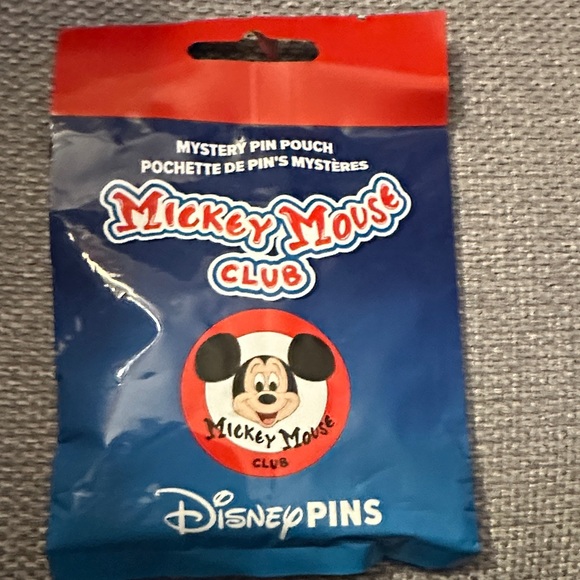 MYSTERY PIN POUCH
POCHETTE DE PIN'S MYSTÈRES
MICKEY MOUSE
CLUB
MICKEY MOUSE
CLUB
DISNEY PINS